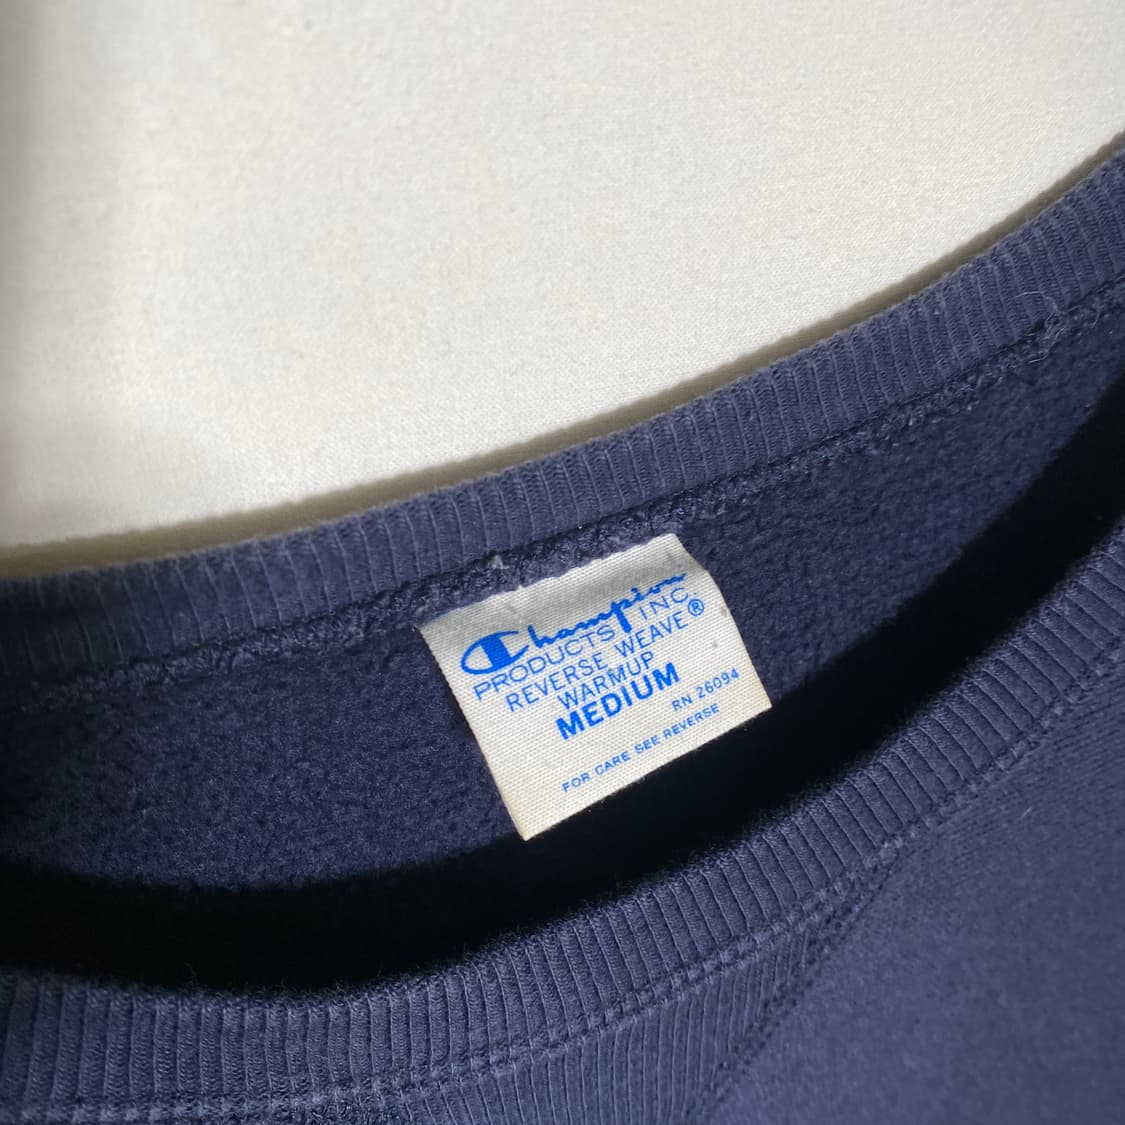 Champion
PRODUCTS INC
REVERSE WEAVE®
WARMUP
MEDIUM
RN 26094
FOR CARE SEE REVERSE